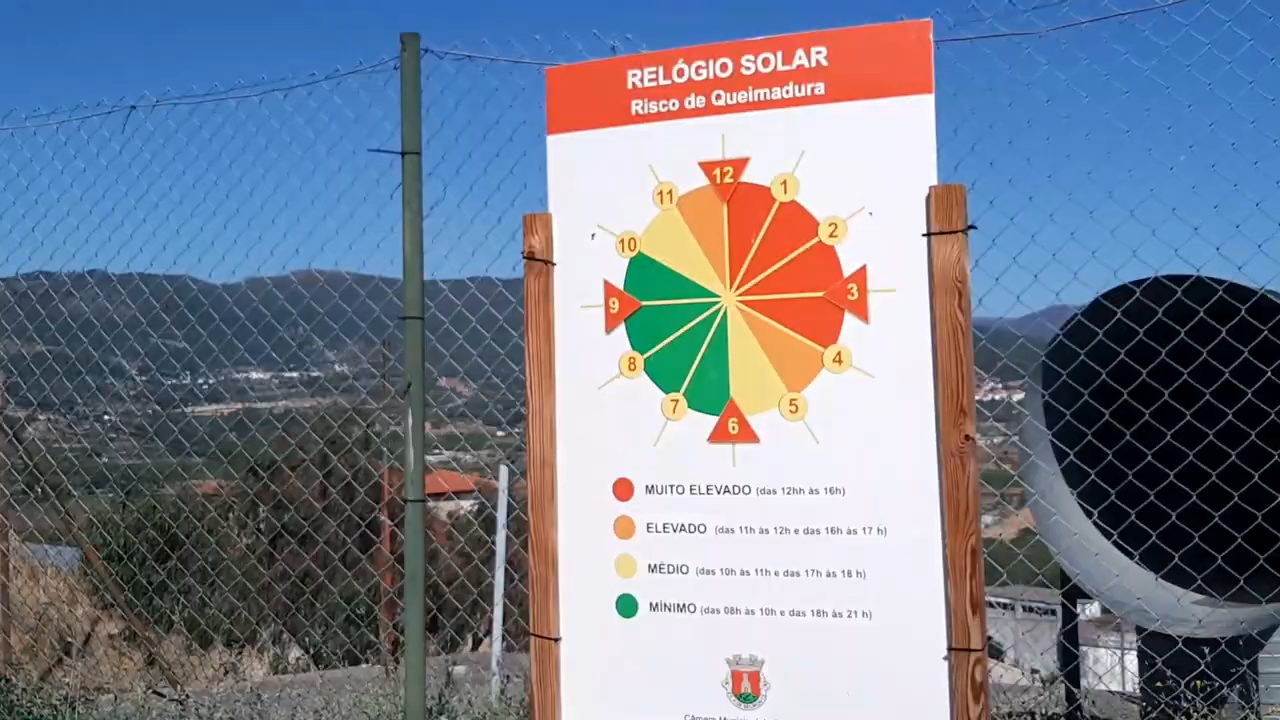 RELÓGIO SOLAR
Risco de Queimadura
12
1
2
3
4
5
6
7
8
9
10
11
MUITO ELEVADO (das 12hh às 16h)
ELEVADO (das 11h às 12h e das 16h às 17 h)
MÉDIO (das 10h às 11h e das 17h às 18 h)
MÍNIMO (das 08h às 10h e das 18h às 21 h)
Câmara Municipal